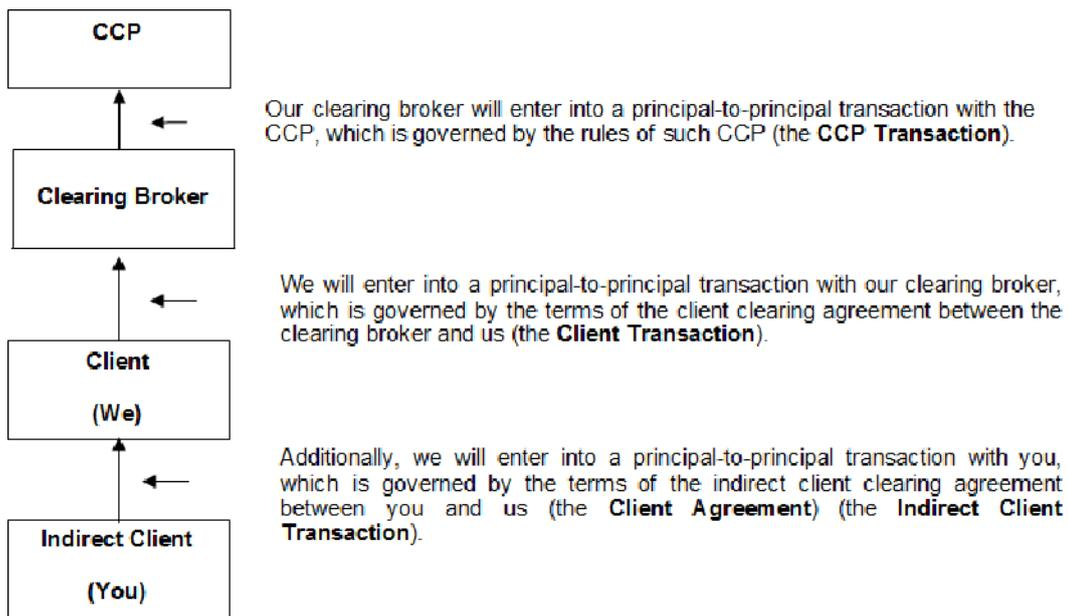 CCP
Our clearing broker will enter into a principal-to-principal transaction with the
CCP, which is governed by the rules of such CCP (the CCP Transaction).
Clearing Broker
We will enter into a principal-to-principal transaction with our clearing broker,
which is governed by the terms of the client clearing agreement between the
clearing broker and us (the Client Transaction).
Client
(We)
Additionally, we will enter into a principal-to-principal transaction with you,
which is governed by the terms of the indirect client clearing agreement
between you and us (the Client Agreement) (the Indirect Client
Transaction).
Indirect Client
(You)